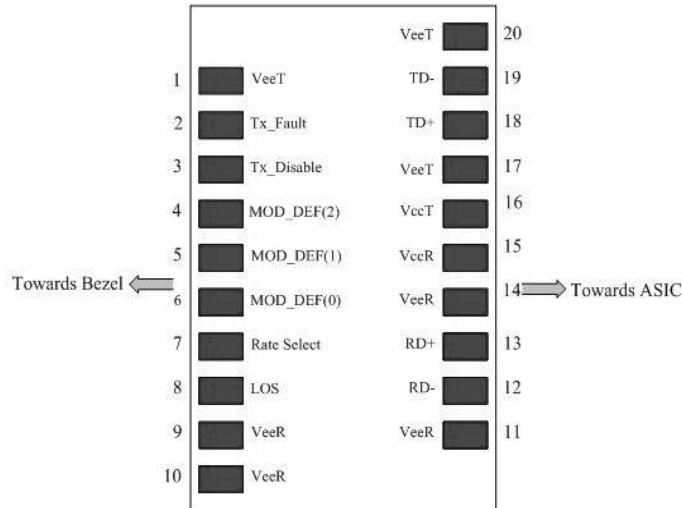 VeeT 20
1 VeeT TD- 19
2 Tx_Fault TD+ 18
3 Tx_Disable VeeT 17
4 MOD_DEF(2) VccT 16
5 MOD_DEF(1) VccR 15
Towards Bezel
6 MOD_DEF(0) VeeR 14
Towards ASIC
7 Rate Select RD+ 13
8 LOS RD- 12
9 VeeR VeeR 11
10 VeeR